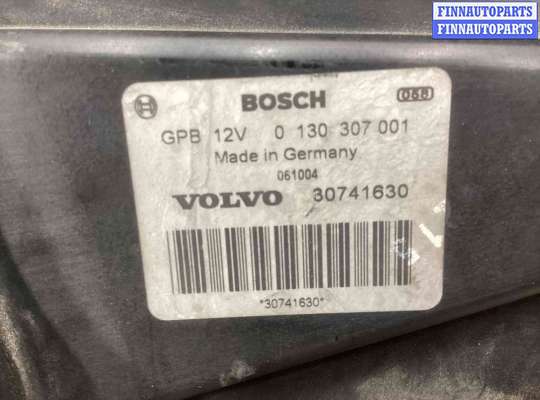 FINNAUTOPARTS
FINNAUTOPARTS
BOSCH
058
GPB 12V 0 130 307 001
Made in Germany
061004
VOLVO 30741630
*30741630*